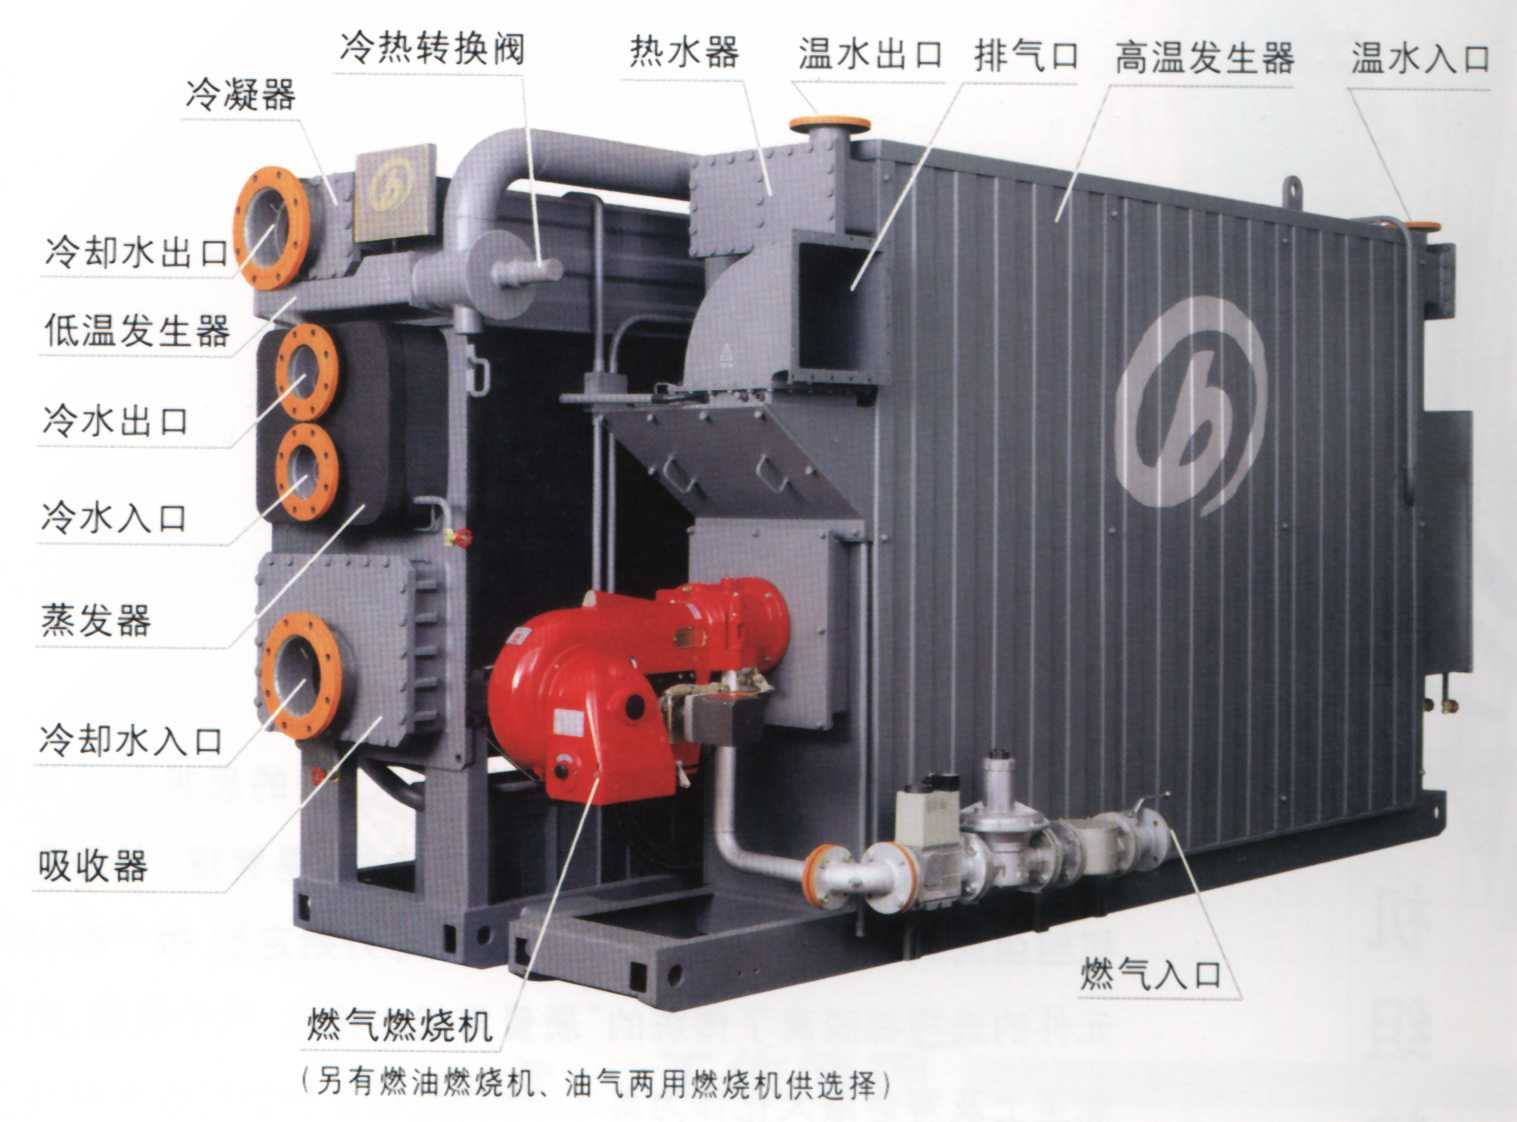 冷热转换阀
热水器
温水出口
排气口
高温发生器
温水入口
冷凝器
冷却水出口
低温发生器
冷水出口
冷水入口
蒸发器
冷却水入口
吸收器
燃气入口
燃气燃烧机
(另有燃油燃烧机、油气两用燃烧机供选择)